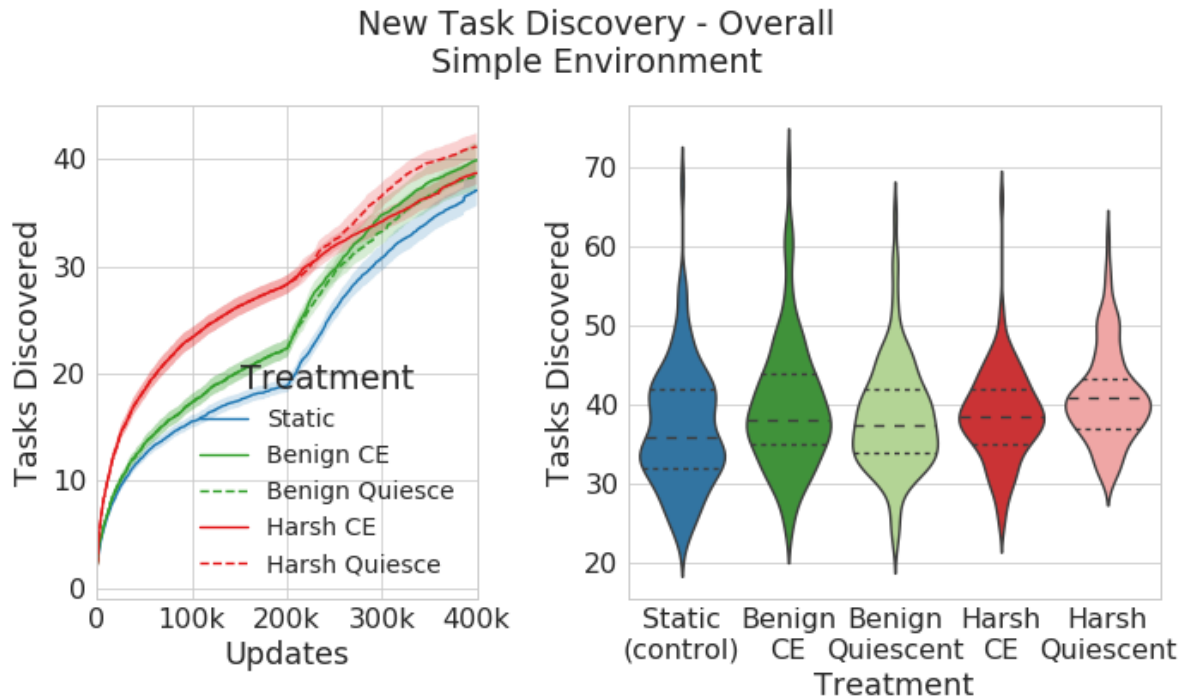 New Task Discovery - Overall
Simple Environment
Tasks Discovered
40
30
20
10
0
0
100k
200k
300k
400k
Updates
Treatment
Static
Benign CE
Benign Quiesce
Harsh CE
Harsh Quiesce
Tasks Discovered
70
60
50
40
30
20
Static
(control)
Benign
CE
Benign
Quiescent
Harsh
CE
Harsh
Quiescent
Treatment